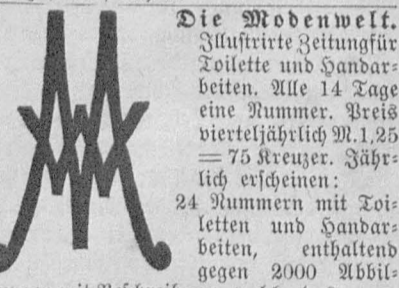 Die Modenwelt.
Illustrirte Zeitung für
Toilette und Handar=
beiten. Alle 14 Tage
eine Nummer. Preis
vierteljährlich M. 1,25
= 75 Kreuzer. Jähr=
lich erscheinen:
24 Nummern mit Toi=
letten und Handar=
beiten, enthaltend
gegen 2000 Abbil=